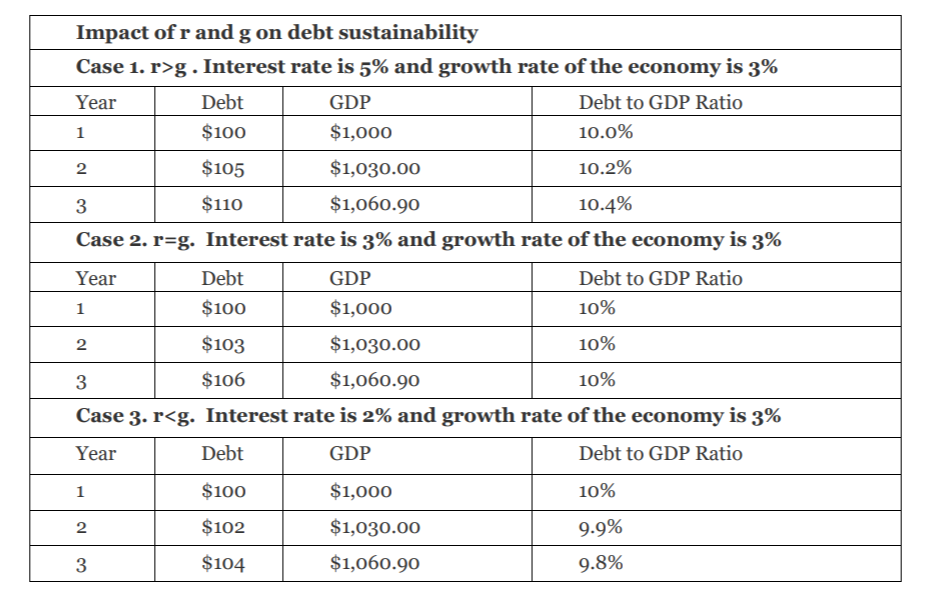 Impact of r and g on debt sustainability
Case 1. r>g . Interest rate is 5% and growth rate of the economy is 3%
Year Debt GDP Debt to GDP Ratio
1 $100 $1,000 10.0%
2 $105 $1,030.00 10.2%
3 $110 $1,060.90 10.4%
Case 2. r=g. Interest rate is 3% and growth rate of the economy is 3%
Year Debt GDP Debt to GDP Ratio
1 $100 $1,000 10%
2 $103 $1,030.00 10%
3 $106 $1,060.90 10%
Case 3. r<g. Interest rate is 2% and growth rate of the economy is 3%
Year Debt GDP Debt to GDP Ratio
1 $100 $1,000 10%
2 $102 $1,030.00 9.9%
3 $104 $1,060.90 9.8%